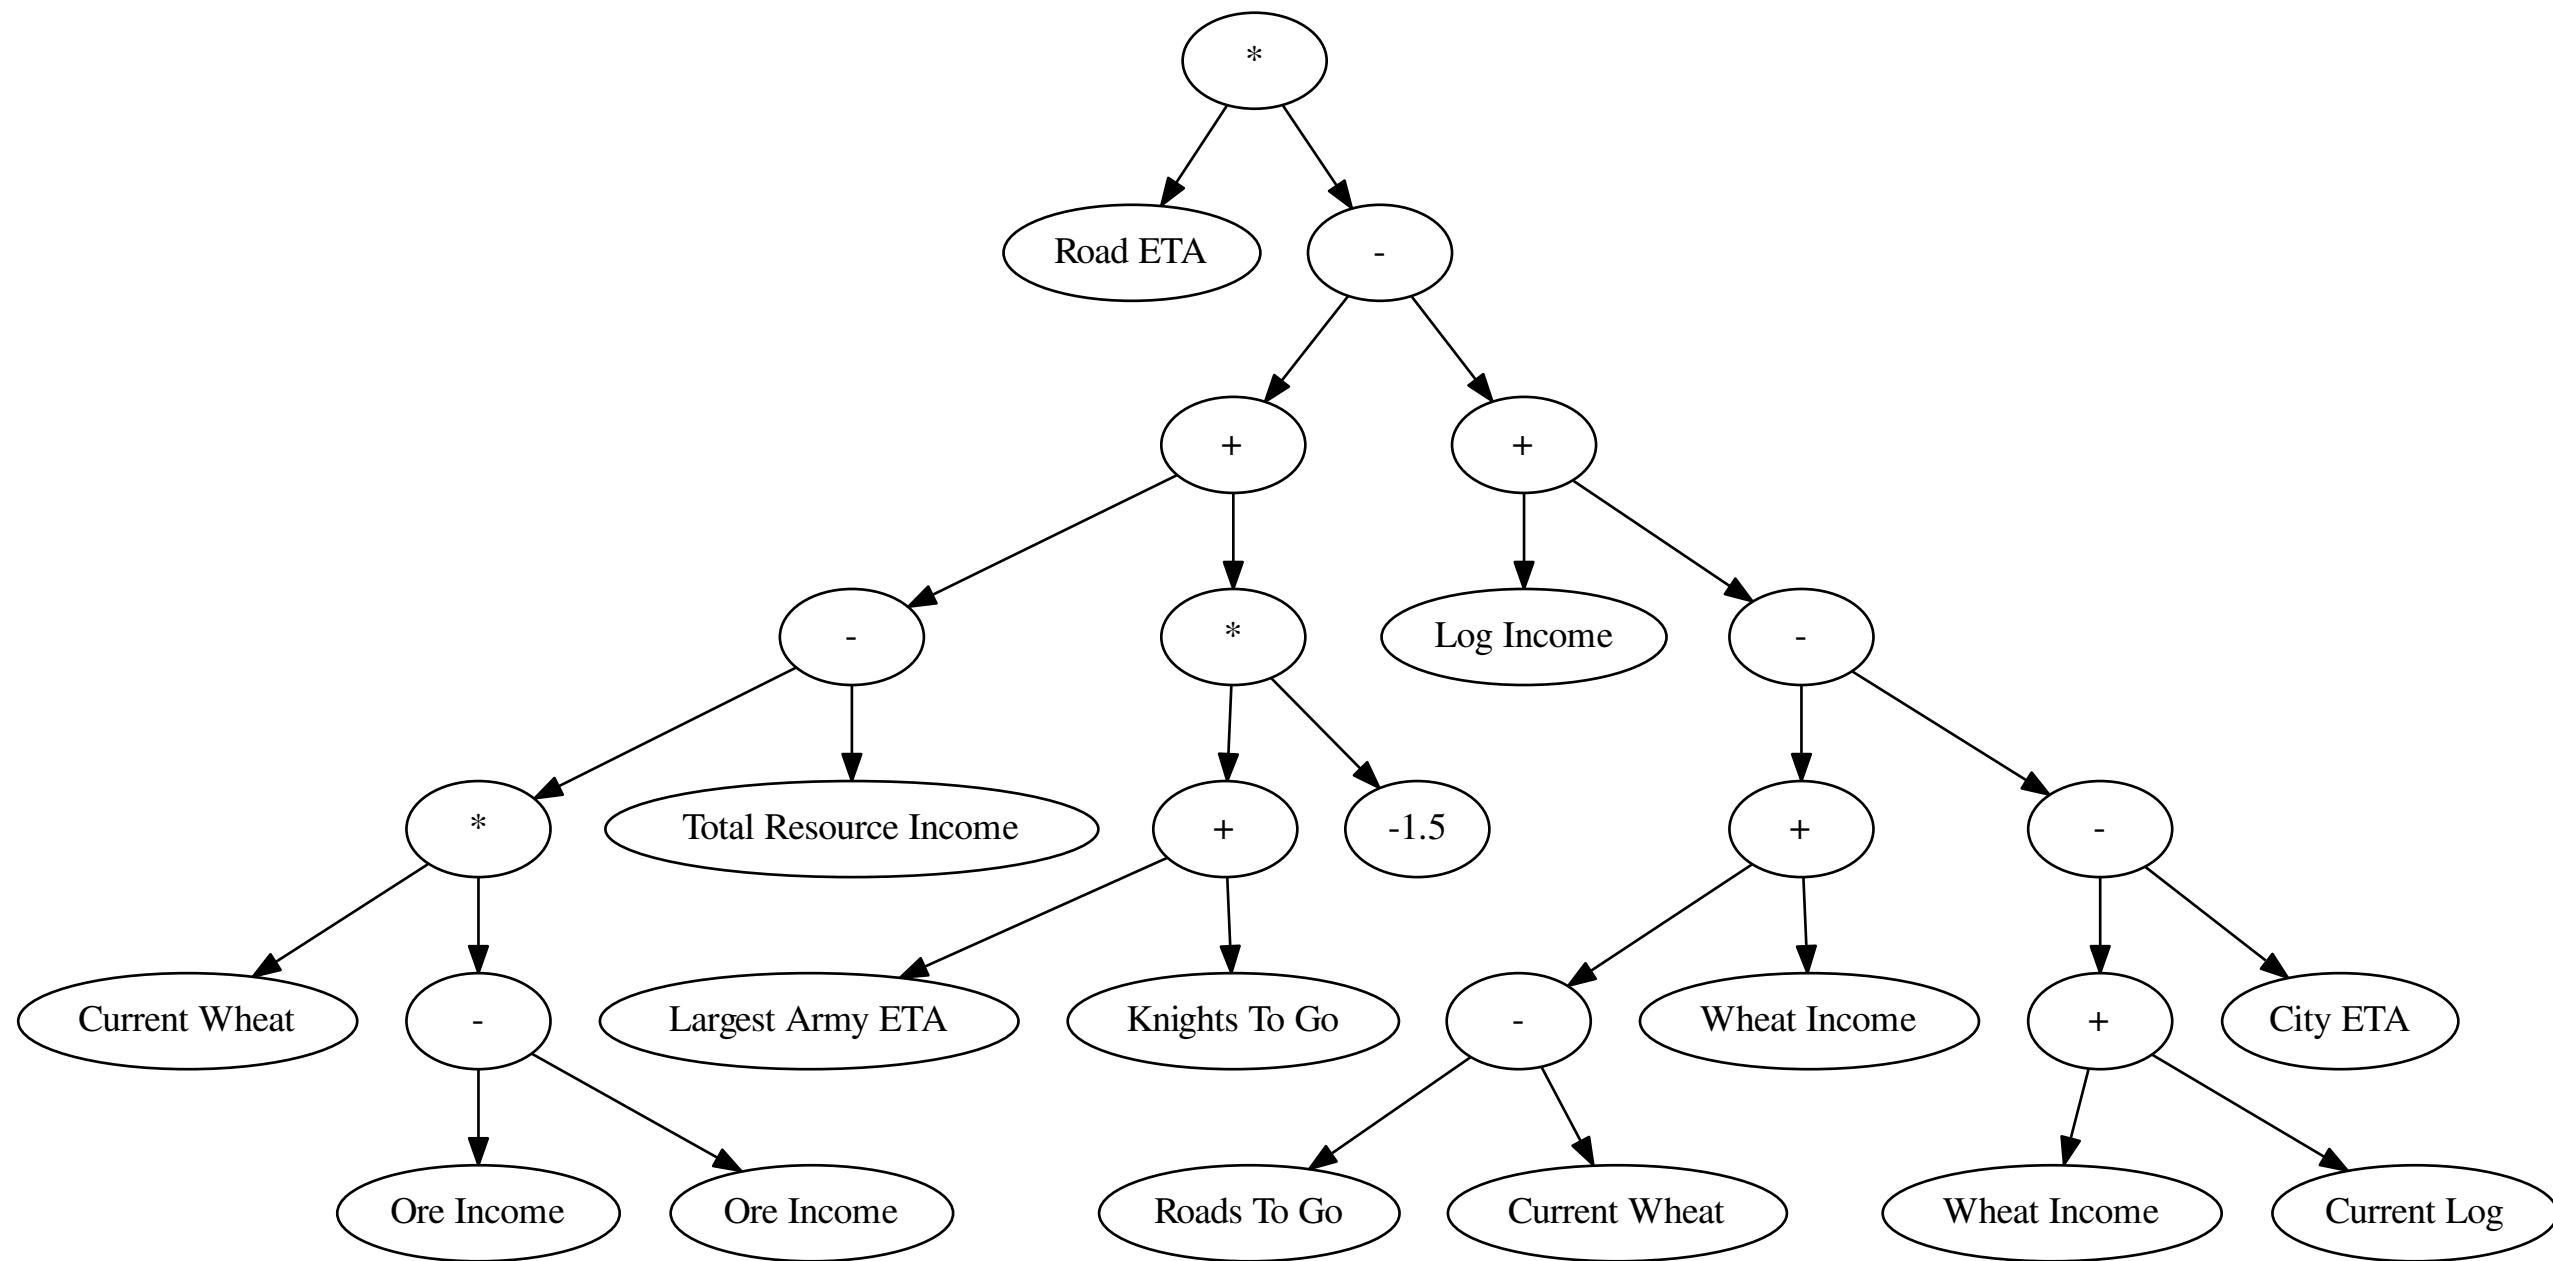 *
Road ETA
-
+
+
-
*
Log Income
-
*
Total Resource Income
+
-1.5
+
-
Current Wheat
-
Largest Army ETA
Knights To Go
-
Wheat Income
+
City ETA
Ore Income
Ore Income
Roads To Go
Current Wheat
Wheat Income
Current Log